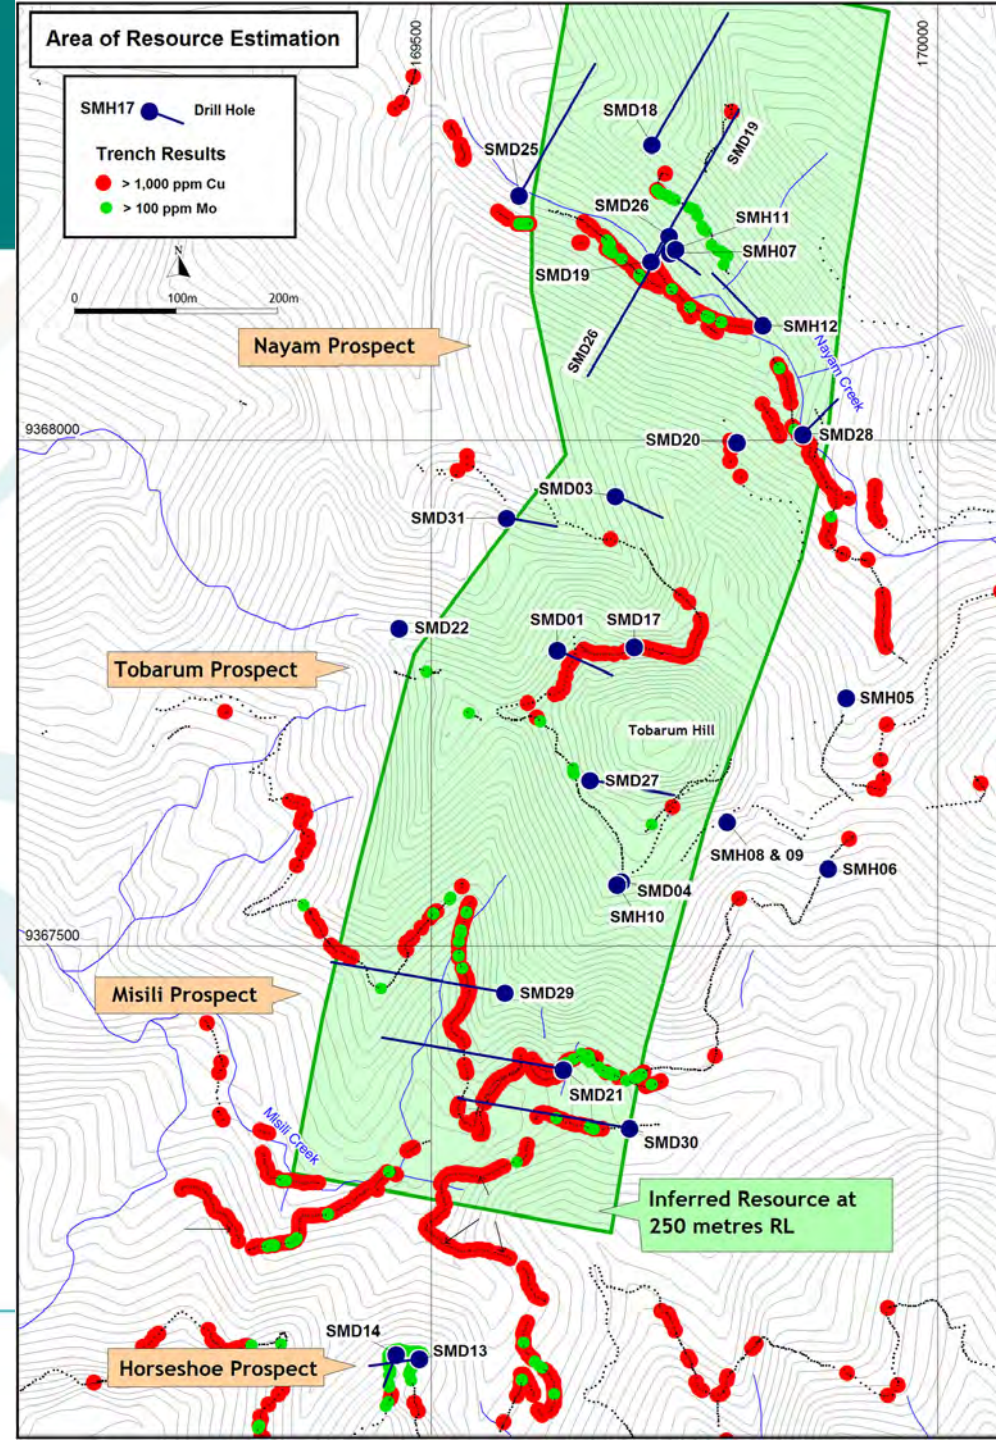 Area of Resource Estimation
SMH17
Drill Hole
Trench Results
> 1,000 ppm Cu
> 100 ppm Mo
N
0
100m
200m
169500
170000
SMD18
SMD19
SMD25
SMD26
SMH11
SMH07
SMD19
SMH12
SMD26
Nayam Prospect
Nayam Creek
9368000
SMD20
SMD28
SMD03
SMD31
SMD22
SMD01
SMD17
Tobarum Prospect
SMH05
Tobarum Hill
SMD27
SMH08 & 09
SMH06
SMD04
SMH10
9367500
Misili Prospect
SMD29
SMD21
Misili Creek
SMD30
Inferred Resource at
250 metres RL
SMD14
SMD13
Horseshoe Prospect